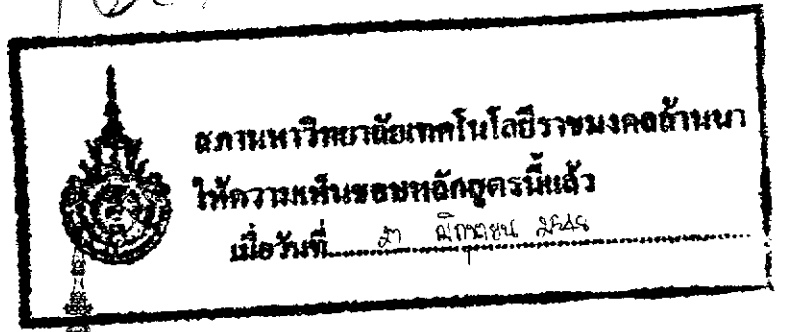 สภามหาวิทยาลัยเทคโนโลยีราชมงคลล้านนา
ให้ความเห็นชอบหลักสูตรนี้แล้ว
เมื่อวันที่..... มิถุนายน .....